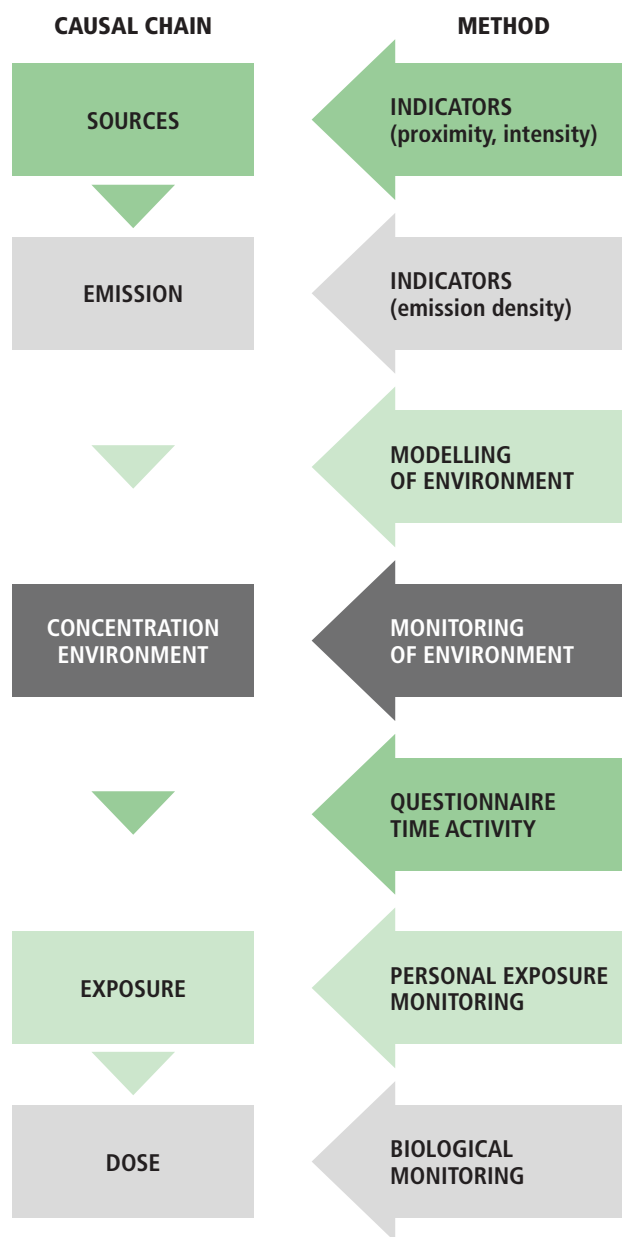 CAUSAL CHAIN
METHOD
SOURCES
INDICATORS
(proximity, intensity)
EMISSION
INDICATORS
(emission density)
MODELLING
OF ENVIRONMENT
CONCENTRATION
ENVIRONMENT
MONITORING
OF ENVIRONMENT
QUESTIONNAIRE
TIME ACTIVITY
EXPOSURE
PERSONAL EXPOSURE
MONITORING
DOSE
BIOLOGICAL
MONITORING